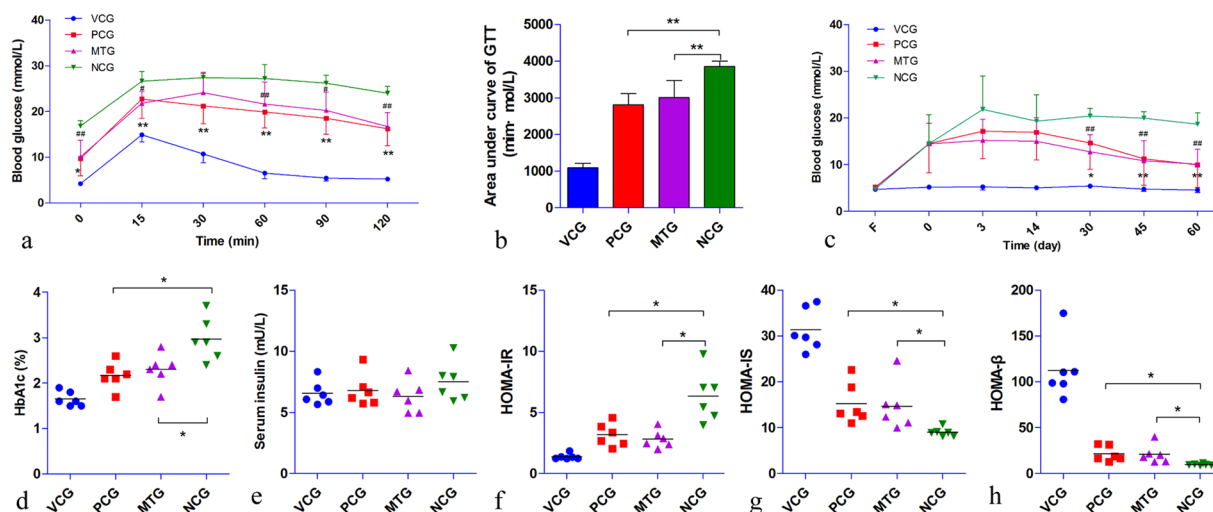 VCG
PCG
MTG
NCG
Blood glucose (mmol/L)
40
30
20
10
0
##
*
#
**
**
##
**
#
**
##
**
0 15 30 60 90 120
Time (min)
a
Area under curve of GTT
(min· mol/L)
5000
4000
3000
2000
1000
0
**
**
VCG PCG MTG NCG
b
VCG
PCG
MTG
NCG
Blood glucose (mmol/L)
40
30
20
10
0
##
*
##
**
##
**
F 0 3 14 30 45 60
Time (day)
c
HbA1c (%)
4
3
2
1
0
*
*
VCG PCG MTG NCG
d
Serum insulin (mU/L)
15
10
5
0
VCG PCG MTG NCG
e
HOMA-IR
15
10
5
0
*
*
VCG PCG MTG NCG
f
HOMA-IS
40
30
20
10
0
*
*
VCG PCG MTG NCG
g
HOMA-β
200
150
100
50
0
*
*
VCG PCG MTG NCG
h